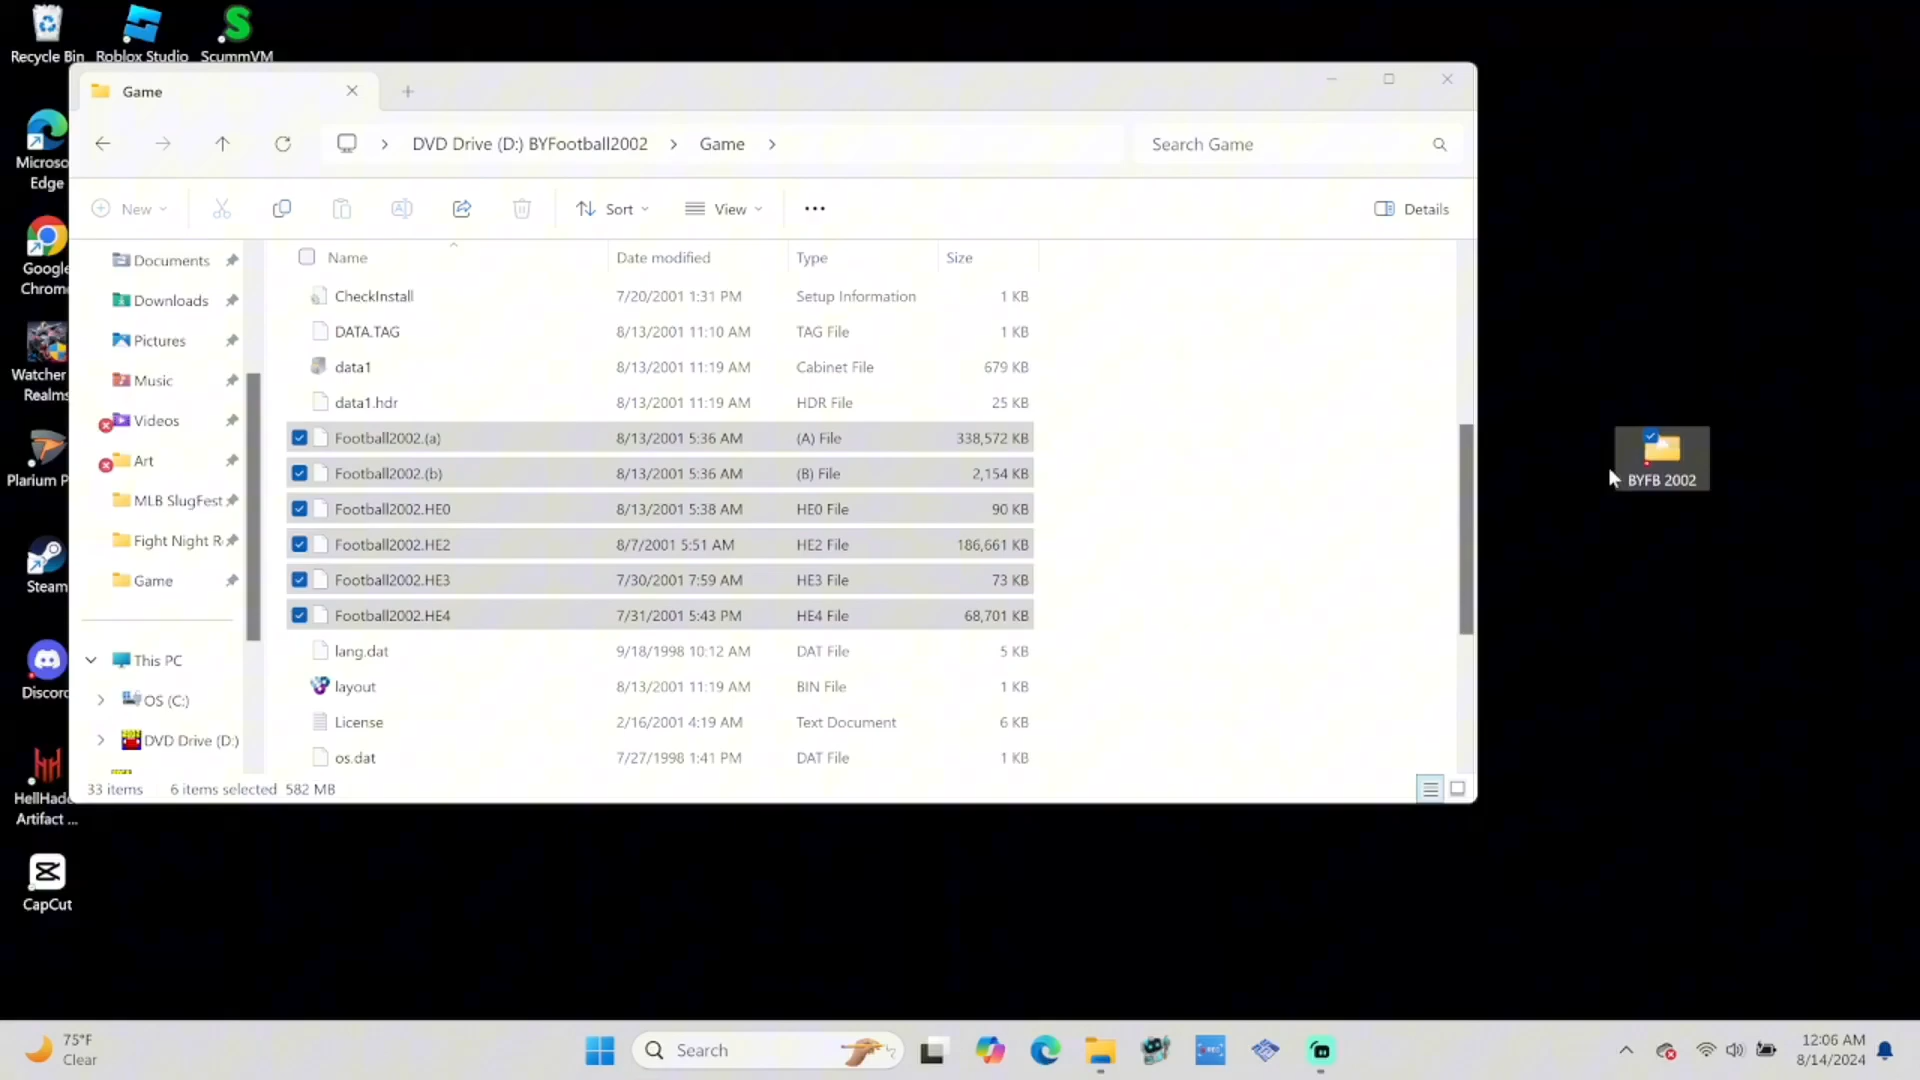 Recycle Bin
Roblox Studio
ScummVM
Game
DVD Drive (D:) BYFootball2002
Game
Search Game
New
Sort
View
Details
Microso
Edge
Google
Chrom
Watcher
Realms
Plarium P
Steam
Discord
HellHade
Artifact ...
CapCut
Documents
Downloads
Pictures
Music
Videos
Art
MLB SlugFest
Fight Night R
Game
This PC
OS (C:)
DVD Drive (D:)
Name Date modified Type Size
CheckInstall 7/20/2001 1:31 PM Setup Information 1 KB
DATA.TAG 8/13/2001 11:10 AM TAG File 1 KB
data1 8/13/2001 11:19 AM Cabinet File 679 KB
data1.hdr 8/13/2001 11:19 AM HDR File 25 KB
Football2002.(a) 8/13/2001 5:36 AM (A) File 338,572 KB
Football2002.(b) 8/13/2001 5:36 AM (B) File 2,154 KB
Football2002.HE0 8/13/2001 5:38 AM HE0 File 90 KB
Football2002.HE2 8/7/2001 5:51 AM HE2 File 186,661 KB
Football2002.HE3 7/30/2001 7:59 AM HE3 File 73 KB
Football2002.HE4 7/31/2001 5:43 PM HE4 File 68,701 KB
lang.dat 9/18/1998 10:12 AM DAT File 5 KB
layout 8/13/2001 11:19 AM BIN File 1 KB
License 2/16/2001 4:19 AM Text Document 6 KB
os.dat 7/27/1998 1:41 PM DAT File 1 KB
33 items 6 items selected 582 MB
BYFB 2002
75°F
Clear
Search
12:06 AM
8/14/2024